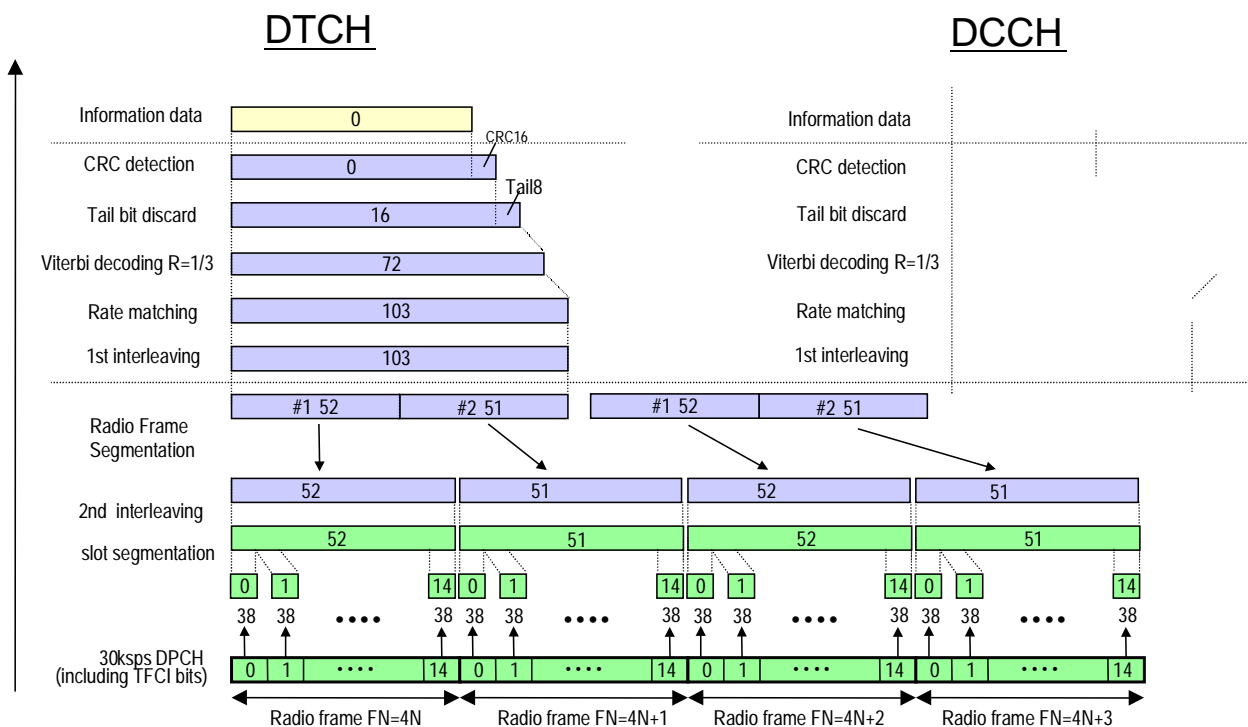 DTCH DCCH
Information data 0 Information data
CRC16
CRC detection 0 CRC detection
Tail8
Tail bit discard 16 Tail bit discard
Viterbi decoding R=1/3 72 Viterbi decoding R=1/3
Rate matching 103 Rate matching
1st interleaving 103 1st interleaving
#1 52 #2 51 #1 52 #2 51
Radio Frame
Segmentation
52 51 52 51
2nd interleaving
52 51 52 51
slot segmentation
0 1 14 0 1 14 0 1 14 0 1 14
38 38 •••• 38 38 38 •••• 38 38 38 •••• 38 38 38 •••• 38
30ksps DPCH
(including TFCI bits)
0 1 •••• 14 0 1 •••• 14 0 1 •••• 14 0 1 •••• 14
Radio frame FN=4N Radio frame FN=4N+1 Radio frame FN=4N+2 Radio frame FN=4N+3